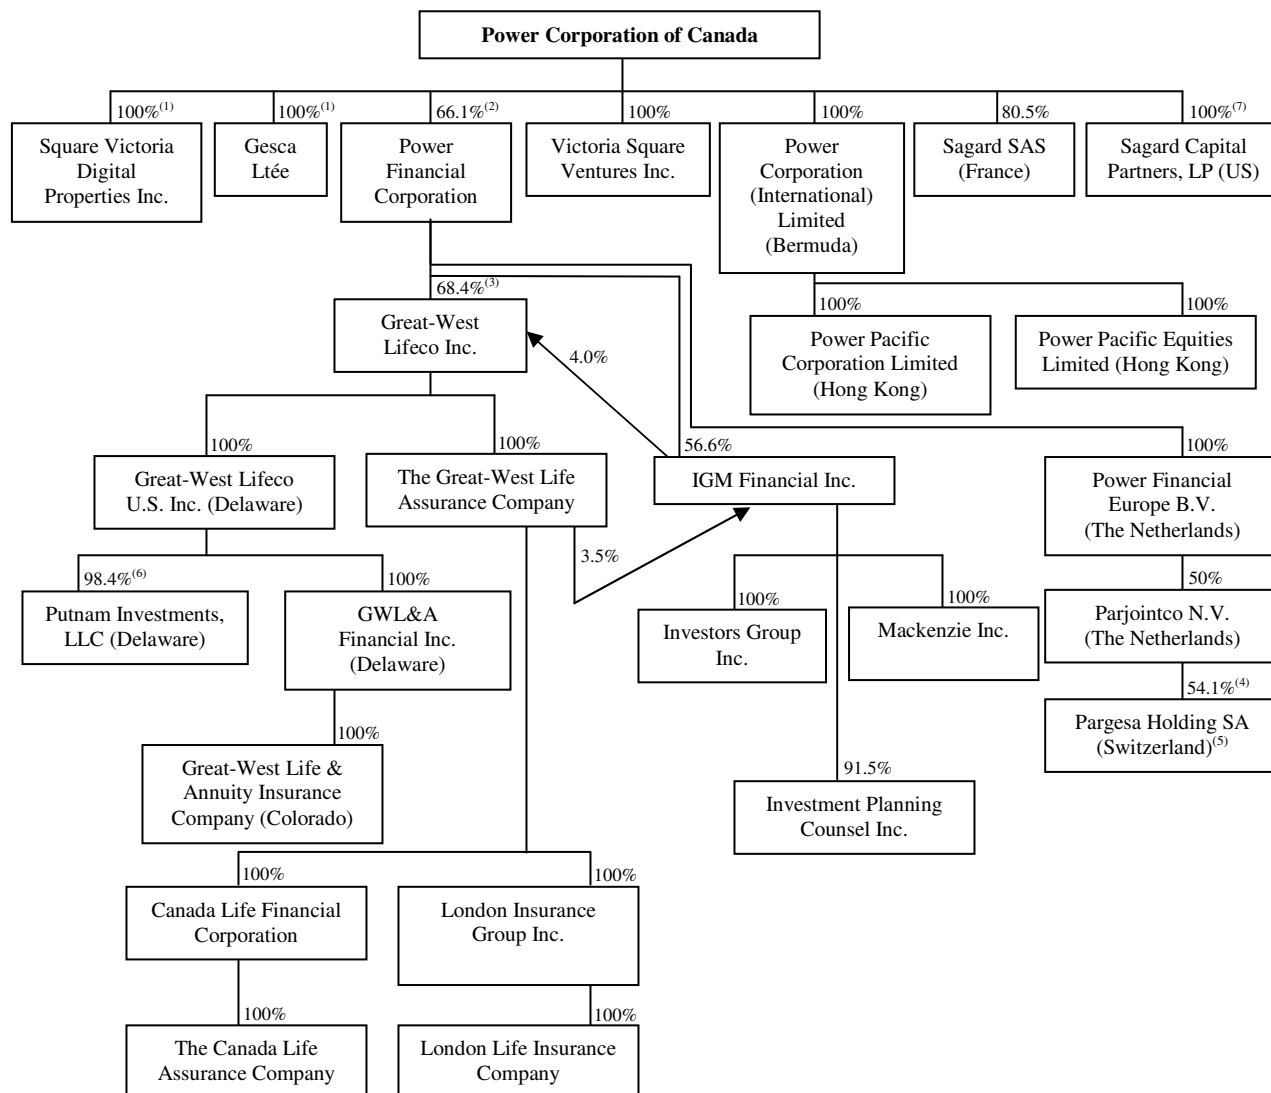 Power Corporation of Canada
100%(1)
100%(1)
66.1%(2)
100%
100%
80.5%
100%(7)
Square Victoria
Digital
Properties Inc.
Gesca
Ltée
Power
Financial
Corporation
Victoria Square
Ventures Inc.
Power
Corporation
(International)
Limited
(Bermuda)
Sagard SAS
(France)
Sagard Capital
Partners, LP (US)
68.4%(3)
100%
100%
Great-West
Lifeco Inc.
4.0%
Power Pacific
Corporation Limited
(Hong Kong)
Power Pacific Equities
Limited (Hong Kong)
100%
100%
56.6%
100%
Great-West Lifeco
U.S. Inc. (Delaware)
The Great-West Life
Assurance Company
IGM Financial Inc.
Power Financial
Europe B.V.
(The Netherlands)
3.5%
98.4%(6)
100%
100%
100%
50%
Putnam Investments,
LLC (Delaware)
GWL&A
Financial Inc.
(Delaware)
Investors Group
Inc.
Mackenzie Inc.
Parjointco N.V.
(The Netherlands)
54.1%(4)
Pargesa Holding SA
(Switzerland)(5)
100%
91.5%
Great-West Life &
Annuity Insurance
Company (Colorado)
Investment Planning
Counsel Inc.
100%
100%
Canada Life Financial
Corporation
London Insurance
Group Inc.
100%
100%
The Canada Life
Assurance Company
London Life Insurance
Company